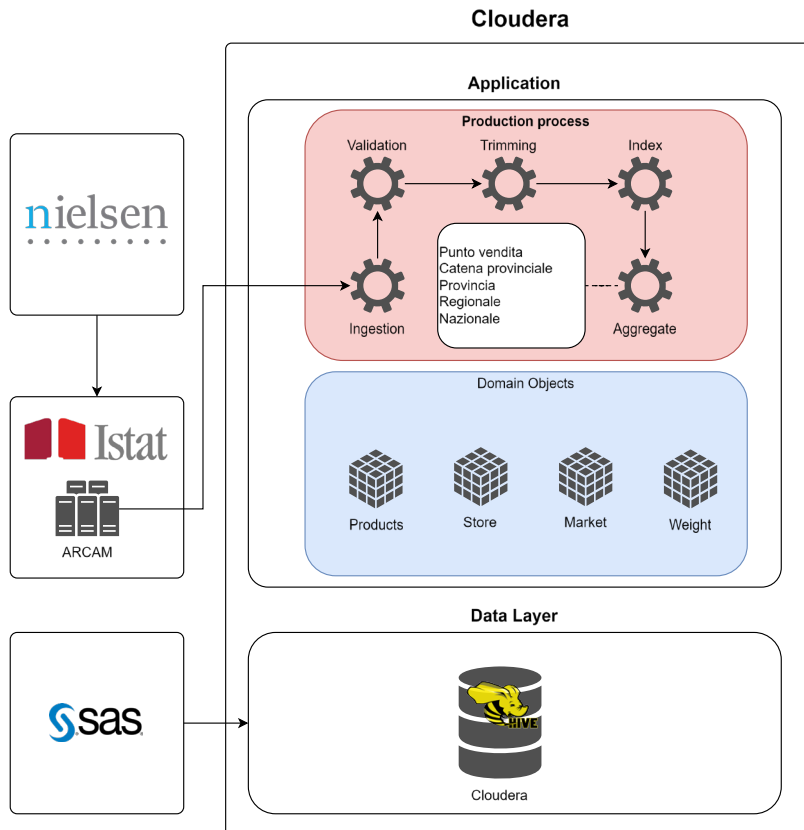 Cloudera
Application
Production process
Validation
Trimming
Index
nielsen
Punto vendita
Catena provinciale
Provincia
Regionale
Nazionale
Ingestion
Aggregate
Domain Objects
Istat
ARCAM
Products
Store
Market
Weight
Data Layer
sas
HIVE
Cloudera